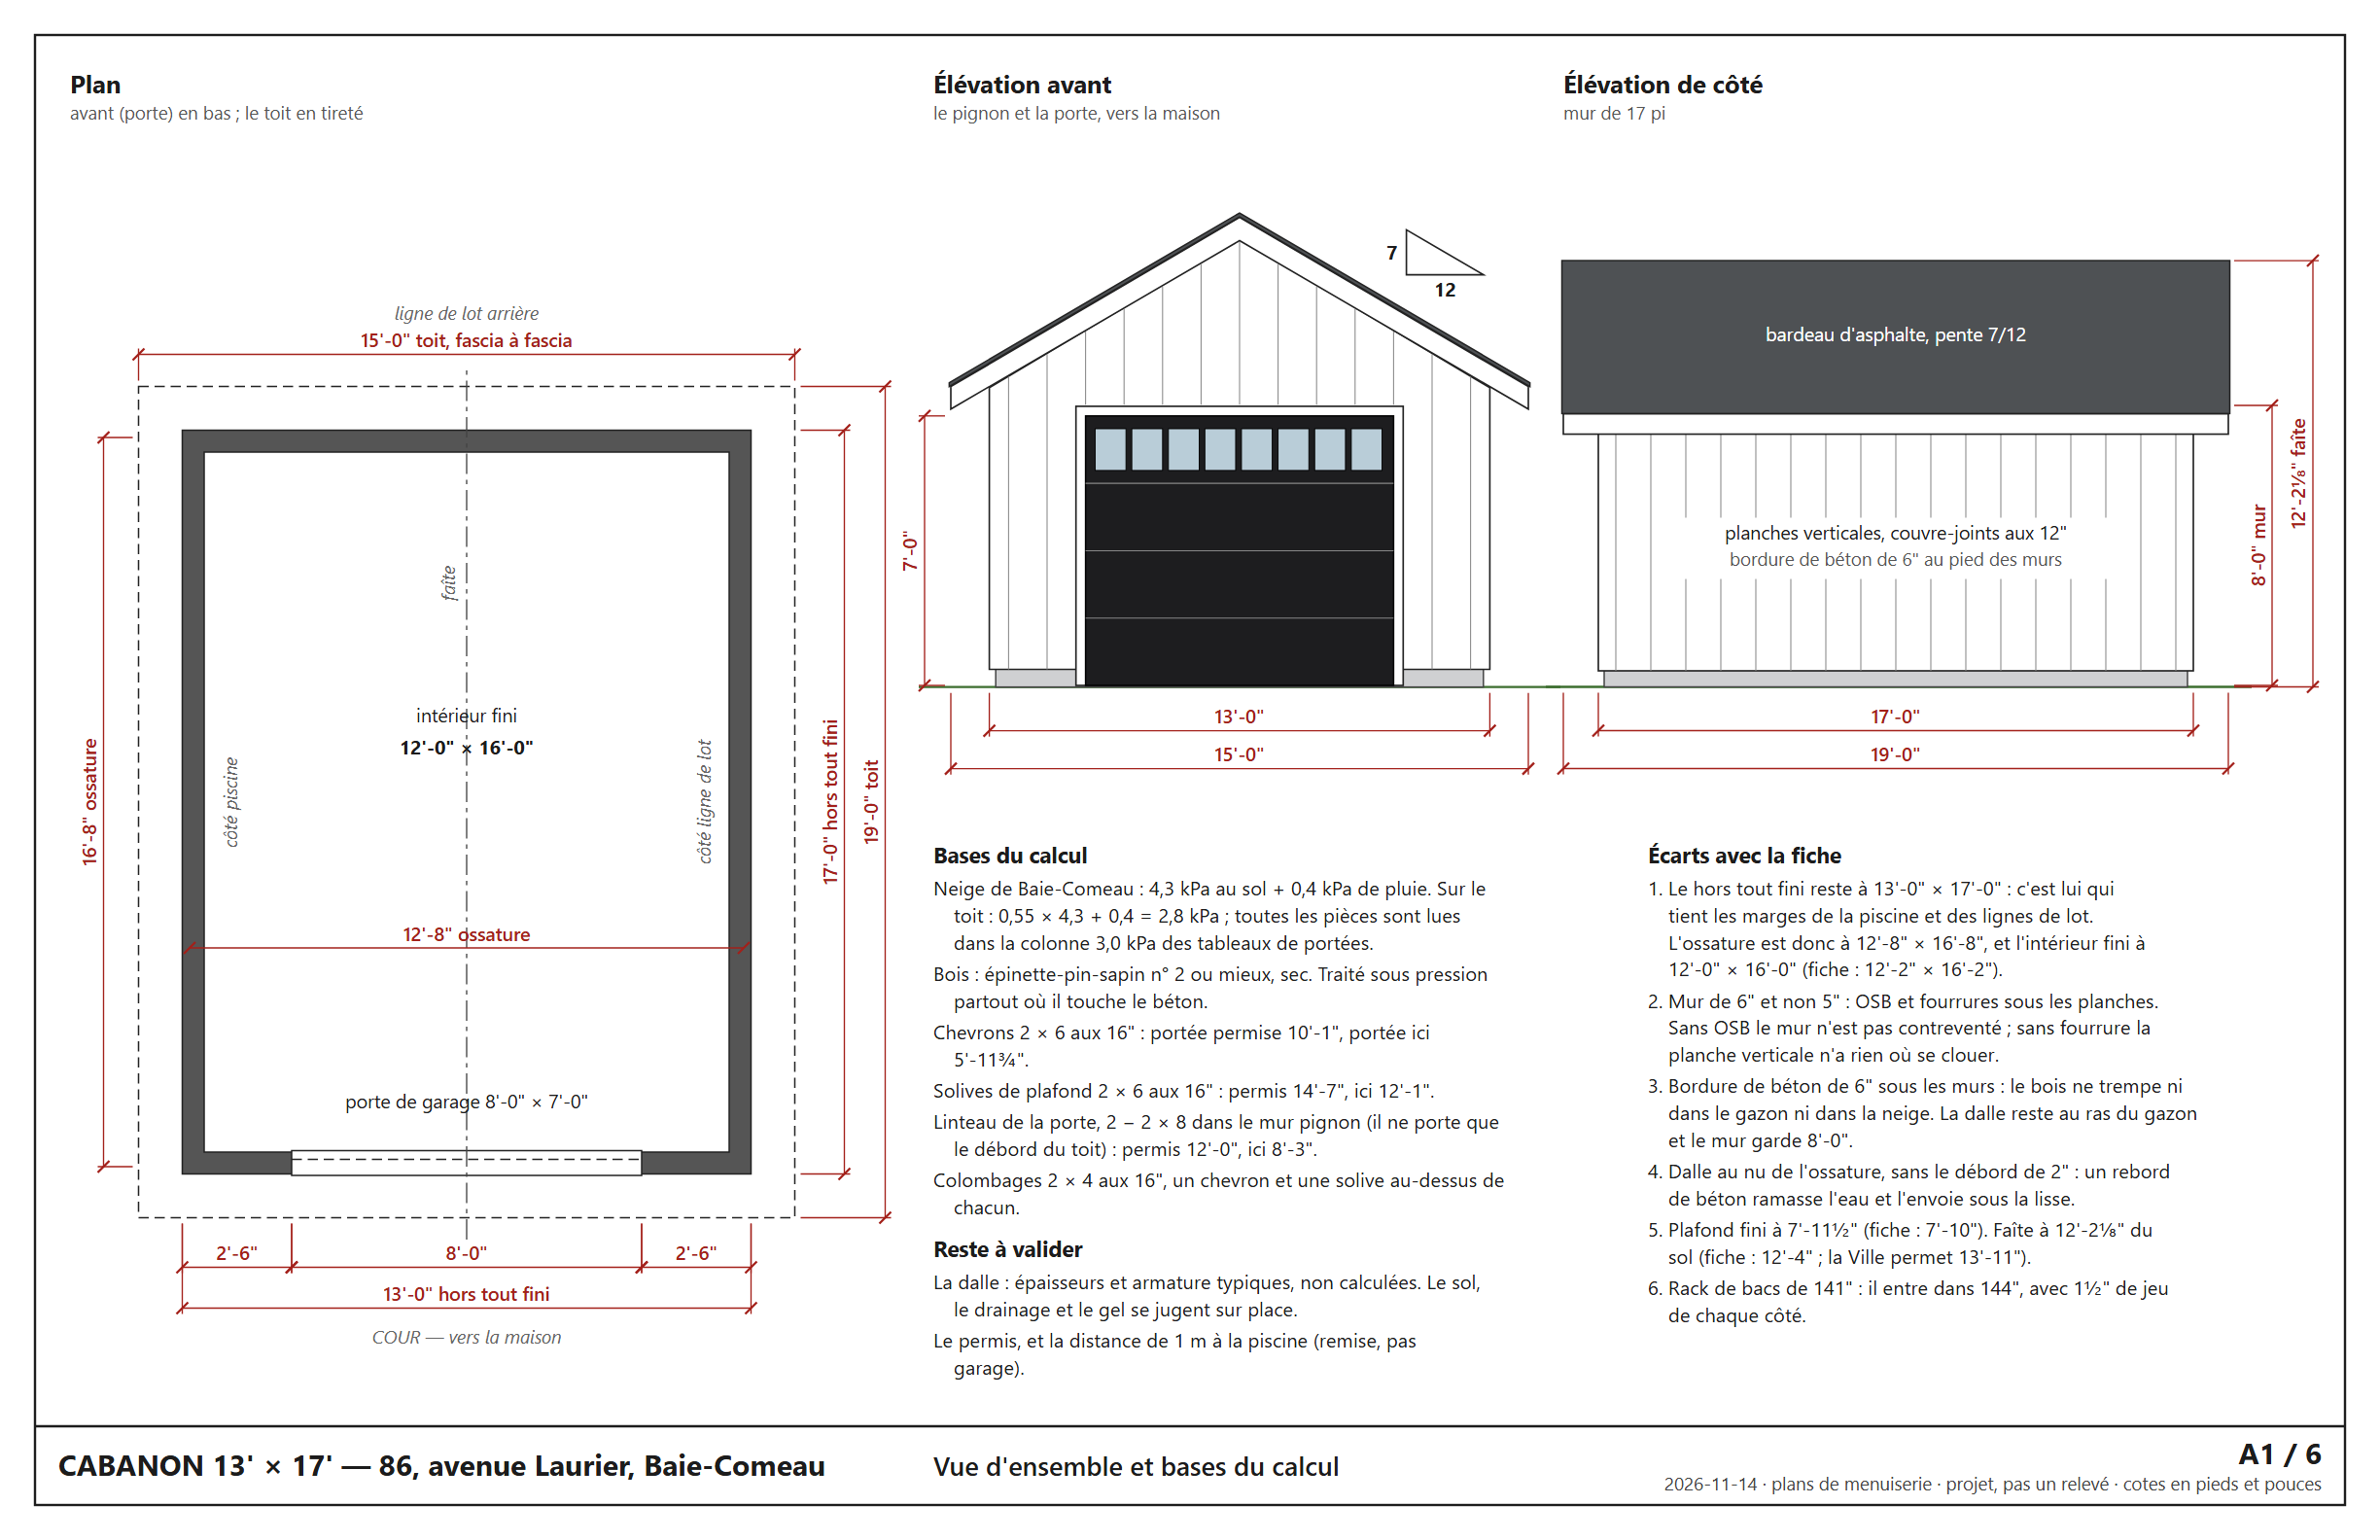 Plan
avant (porte) en bas ; le toit en tireté
Élévation avant
le pignon et la porte, vers la maison
Élévation de côté
mur de 17 pi
ligne de lot arrière
15'-0" toit, fascia à fascia
16'-8" ossature
faîte
intérieur fini
12'-0" × 16'-0"
côté piscine
côté ligne de lot
12'-8" ossature
porte de garage 8'-0" × 7'-0"
17'-0" hors tout fini
19'-0" toit
2'-6"
8'-0"
2'-6"
13'-0" hors tout fini
COUR — vers la maison
7
12
7'-0"
13'-0"
15'-0"
bardeau d'asphalte, pente 7/12
planches verticales, couvre-joints aux 12"
bordure de béton de 6" au pied des murs
8'-0" mur
12'-2⅛" faîte
17'-0"
19'-0"
Bases du calcul
Neige de Baie-Comeau : 4,3 kPa au sol + 0,4 kPa de pluie. Sur le
toit : 0,55 × 4,3 + 0,4 = 2,8 kPa ; toutes les pièces sont lues
dans la colonne 3,0 kPa des tableaux de portées.
Bois : épinette-pin-sapin n° 2 ou mieux, sec. Traité sous pression
partout où il touche le béton.
Chevrons 2 × 6 aux 16" : portée permise 10'-1", portée ici
5'-11¾".
Solives de plafond 2 × 6 aux 16" : permis 14'-7", ici 12'-1".
Linteau de la porte, 2 − 2 × 8 dans le mur pignon (il ne porte que
le débord du toit) : permis 12'-0", ici 8'-3".
Colombages 2 × 4 aux 16", un chevron et une solive au-dessus de
chacun.
Reste à valider
La dalle : épaisseurs et armature typiques, non calculées. Le sol,
le drainage et le gel se jugent sur place.
Le permis, et la distance de 1 m à la piscine (remise, pas
garage).
Écarts avec la fiche
1. Le hors tout fini reste à 13'-0" × 17'-0" : c'est lui qui
tient les marges de la piscine et des lignes de lot.
L'ossature est donc à 12'-8" × 16'-8", et l'intérieur fini à
12'-0" × 16'-0" (fiche : 12'-2" × 16'-2").
2. Mur de 6" et non 5" : OSB et fourrures sous les planches.
Sans OSB le mur n'est pas contreventé ; sans fourrure la
planche verticale n'a rien où se clouer.
3. Bordure de béton de 6" sous les murs : le bois ne trempe ni
dans le gazon ni dans la neige. La dalle reste au ras du gazon
et le mur garde 8'-0".
4. Dalle au nu de l'ossature, sans le débord de 2" : un rebord
de béton ramasse l'eau et l'envoie sous la lisse.
5. Plafond fini à 7'-11½" (fiche : 7'-10"). Faîte à 12'-2⅛" du
sol (fiche : 12'-4" ; la Ville permet 13'-11").
6. Rack de bacs de 141" : il entre dans 144", avec 1½" de jeu
de chaque côté.
CABANON 13' × 17' — 86, avenue Laurier, Baie-Comeau
Vue d'ensemble et bases du calcul
A1 / 6
2026-11-14 · plans de menuiserie · projet, pas un relevé · cotes en pieds et pouces